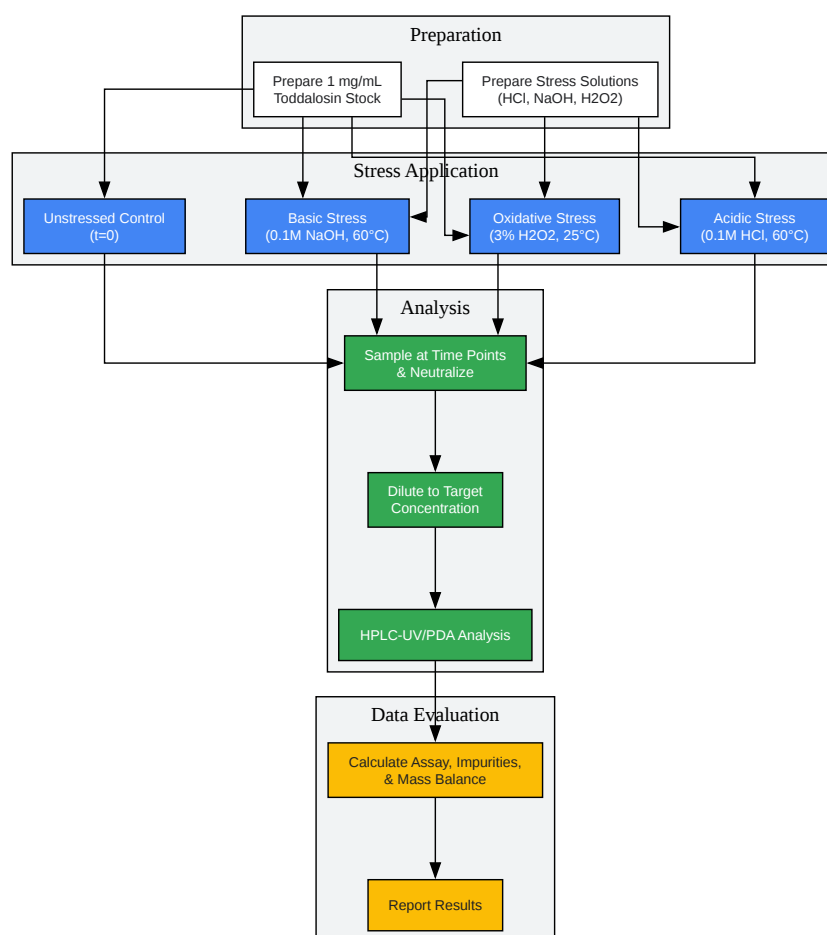 Preparation
Prepare 1 mg/mL
Toddalosin Stock
Prepare Stress Solutions
(HCl, NaOH, H2O2)
Stress Application
Unstressed Control
(t=0)
Basic Stress
(0.1M NaOH, 60°C)
Oxidative Stress
(3% H2O2, 25°C)
Acidic Stress
(0.1M HCl, 60°C)
Analysis
Sample at Time Points
& Neutralize
Dilute to Target
Concentration
HPLC-UV/PDA Analysis
Data Evaluation
Calculate Assay, Impurities,
& Mass Balance
Report Results